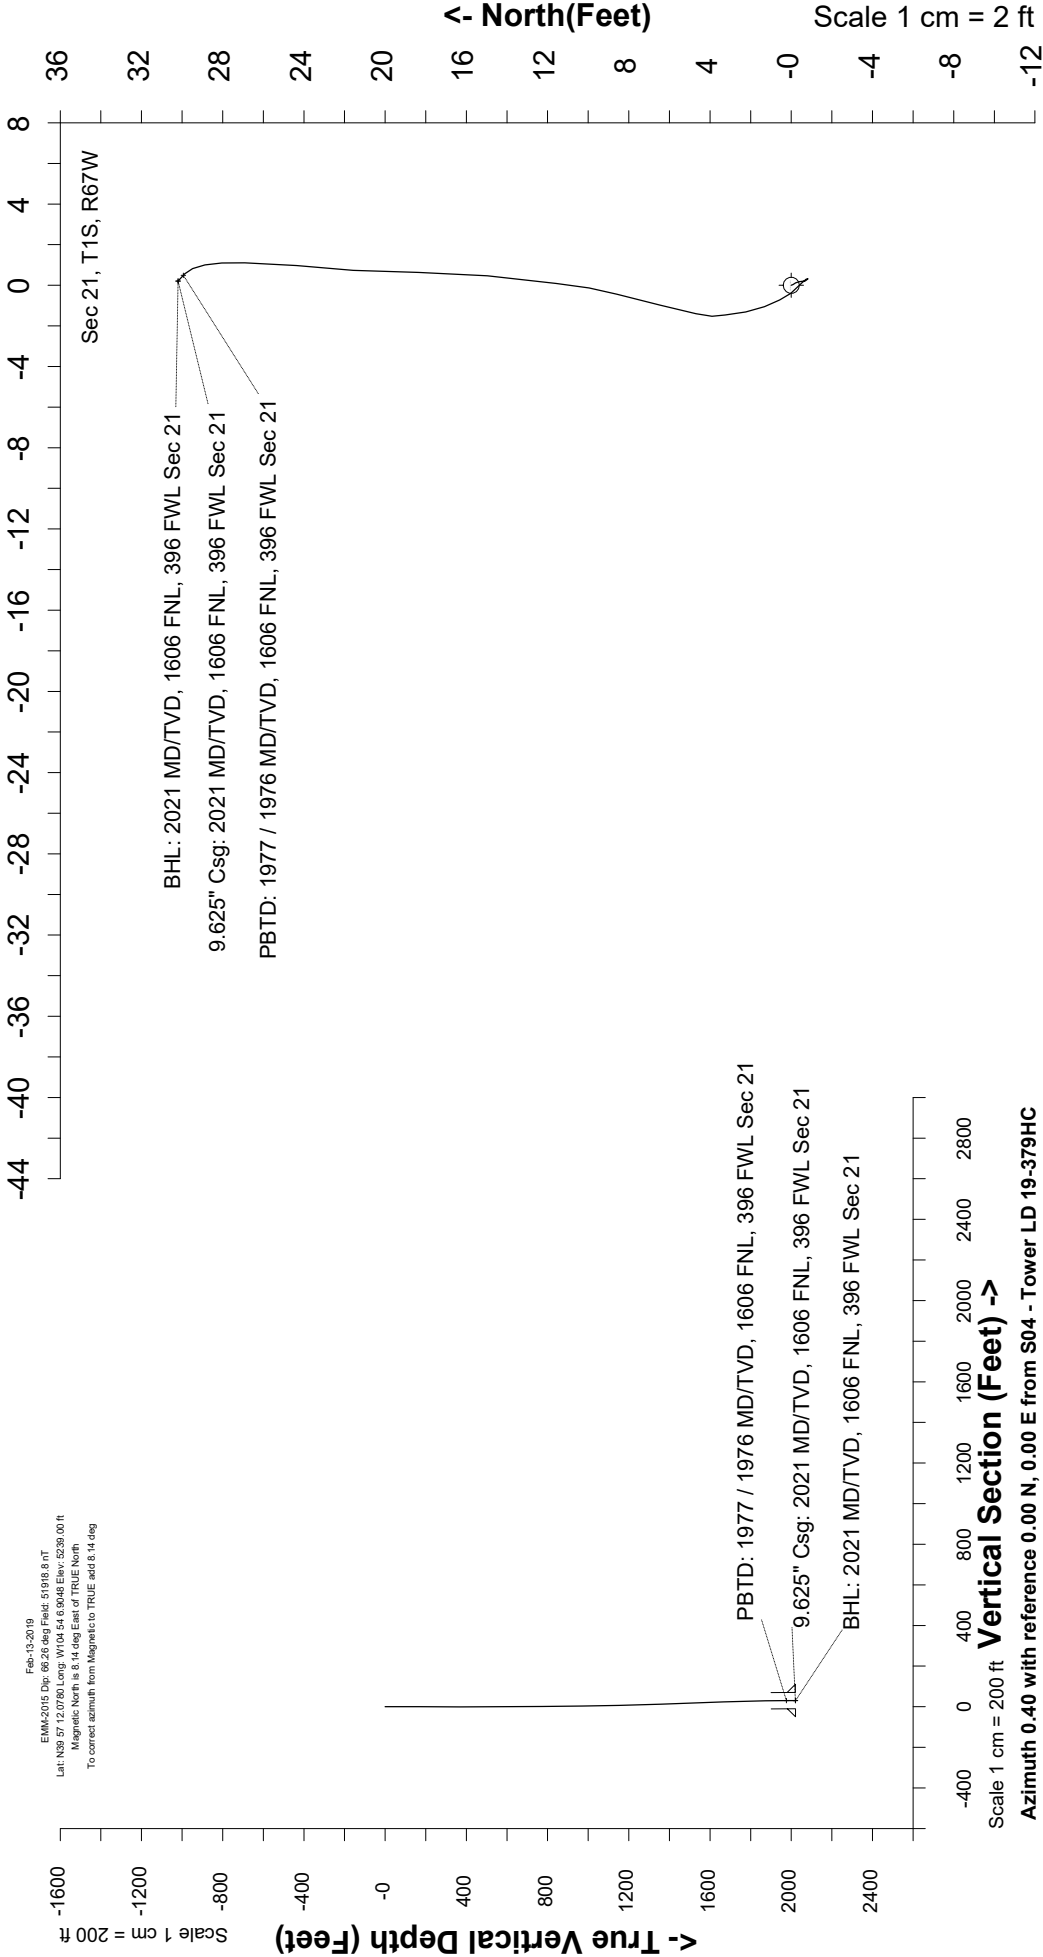 Feb-13-2019
EMM-2015 Dip: 66.26 deg Field: 51918.8 nT
Lat: N39 57 12.0780 Long: W104 54 6.9048 Elev: 5239.00 ft
Magnetic North is 8.14 deg East of TRUE North
To correct azimuth from Magnetic to TRUE add 8.14 deg
-44 -40 -36 -32 -28 -24 -20 -16 -12 -8 -4 0 4 8
Sec 21, T1S, R67W
BHL: 2021 MD/TVD, 1606 FNL, 396 FWL Sec 21
9.625" Csg: 2021 MD/TVD, 1606 FNL, 396 FWL Sec 21
PBTD: 1977 / 1976 MD/TVD, 1606 FNL, 396 FWL Sec 21
36
32
28
24
20
16
12
8
4
-0
-4
-8
-12
<- North(Feet)
Scale 1 cm = 2 ft
Scale 1 cm = 200 ft
<- True Vertical Depth (Feet)
-1600
-1200
-800
-400
-0
400
800
1200
1600
2000
2400
PBTD: 1977 / 1976 MD/TVD, 1606 FNL, 396 FWL Sec 21
9.625" Csg: 2021 MD/TVD, 1606 FNL, 396 FWL Sec 21
BHL: 2021 MD/TVD, 1606 FNL, 396 FWL Sec 21
-400 0 400 800 1200 1600 2000 2400 2800
Scale 1 cm = 200 ft Vertical Section (Feet) ->
Azimuth 0.40 with reference 0.00 N, 0.00 E from S04 - Tower LD 19-379HC